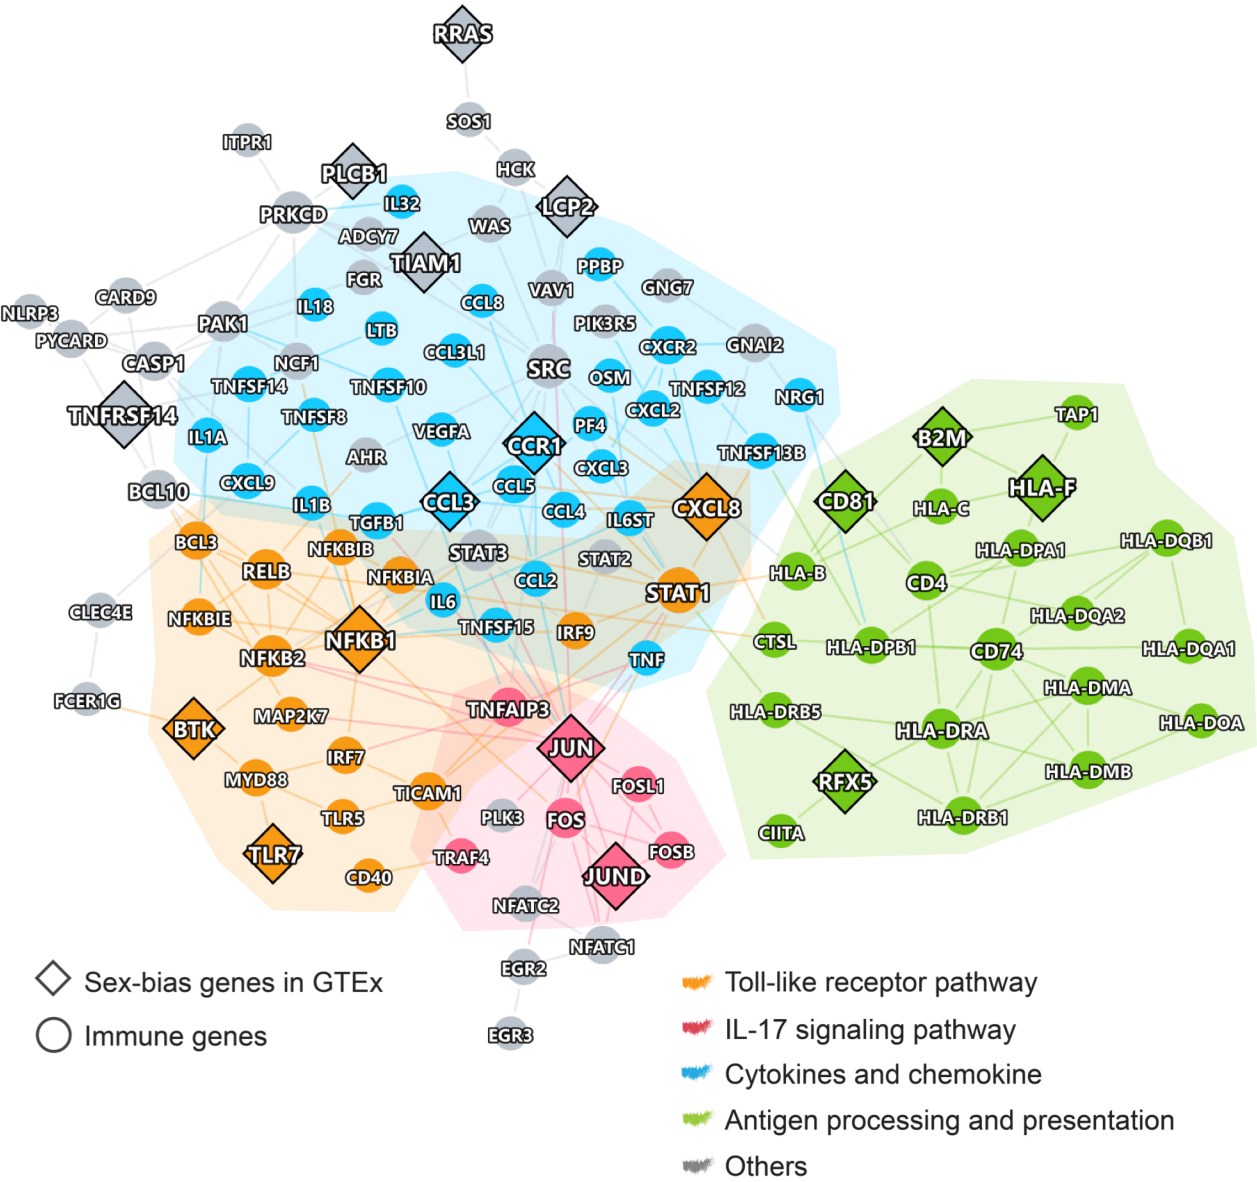 RRAS
SOS1
ITPR1
HCK
PLCB1
IL32
LCP2
PRKCD
WAS
ADCY7
TIAM1
PPBP
FGR
VAV1
GNG7
CARD9
IL18
CCL8
NLRP3
PAK1
LTB
PIK3R5
PYCARD
CXCR2
GNAI2
CCL3L1
CASP1
NCF1
SRC
OSM
TNFSF14
TNFSF10
TNFSF12
NRG1
TNFRSF14
TNFSF8
CXCL2
TAP1
IL1A
VEGFA
CCR1
PF4
B2M
AHR
TNFSF13B
CXCL3
CXCL9
CCL5
HLA-F
BCL10
IL1B
CCL3
CCL4
CXCL8
CD81
HLA-C
TGFB1
IL6ST
BCL3
NFKBIB
STAT3
STAT2
HLA-DPA1
HLA-DQB1
RELB
NFKBIA
CCL2
HLA-B
CD4
STAT1
IL6
CLEC4E
NFKBIE
TNFSF15
IRF9
HLA-DQA2
NFKB1
CTSL
HLA-DPB1
CD74
HLA-DQA1
NFKB2
TNF
HLA-DMA
FCER1G
MAP2K7
TNFAIP3
HLA-DRB5
BTK
HLA-DRA
HLA-DOA
JUN
IRF7
MYD88
HLA-DMB
TICAM1
FOSL1
RFX5
TLR5
PLK3
FOS
HLA-DRB1
CIITA
TLR7
TRAF4
FOSB
CD40
JUND
NFATC2
NFATC1
EGR2
EGR3
Sex-bias genes in GTEx
Immune genes
Toll-like receptor pathway
IL-17 signaling pathway
Cytokines and chemokine
Antigen processing and presentation
Others